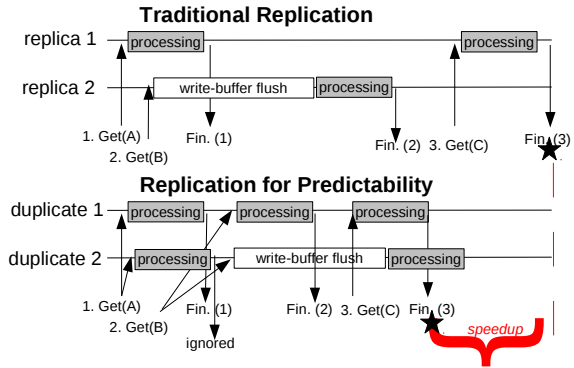 Traditional Replication
replica 1
processing
processing
replica 2
write-buffer flush
processing
1. Get(A)
Fin. (1)
Fin. (2)
3. Get(C)
Fin. (3)
2. Get(B)
Replication for Predictability
duplicate 1
processing
processing
processing
duplicate 2
processing
write-buffer flush
processing
1. Get(A)
Fin. (1)
Fin. (2)
3. Get(C)
Fin. (3)
2. Get(B)
ignored
speedup